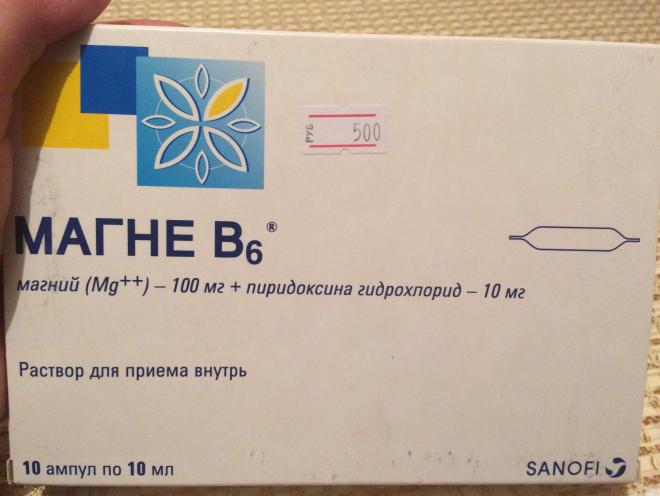 РУБ 500
МАГНЕ B6®
магний (Mg++) – 100 мг + пиридоксина гидрохлорид – 10 мг
Раствор для приема внутрь
10 ампул по 10 мл
SANOFI